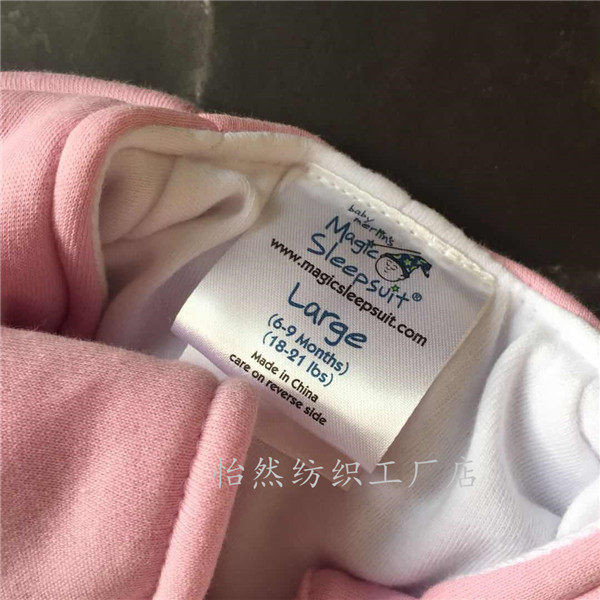 baby
merlin's
Magic
Sleepsuit®
www.magicsleepsuit.com
Large
(6-9 Months)
(18-21 lbs)
Made in China
care on reverse side
怡然纺织工厂店